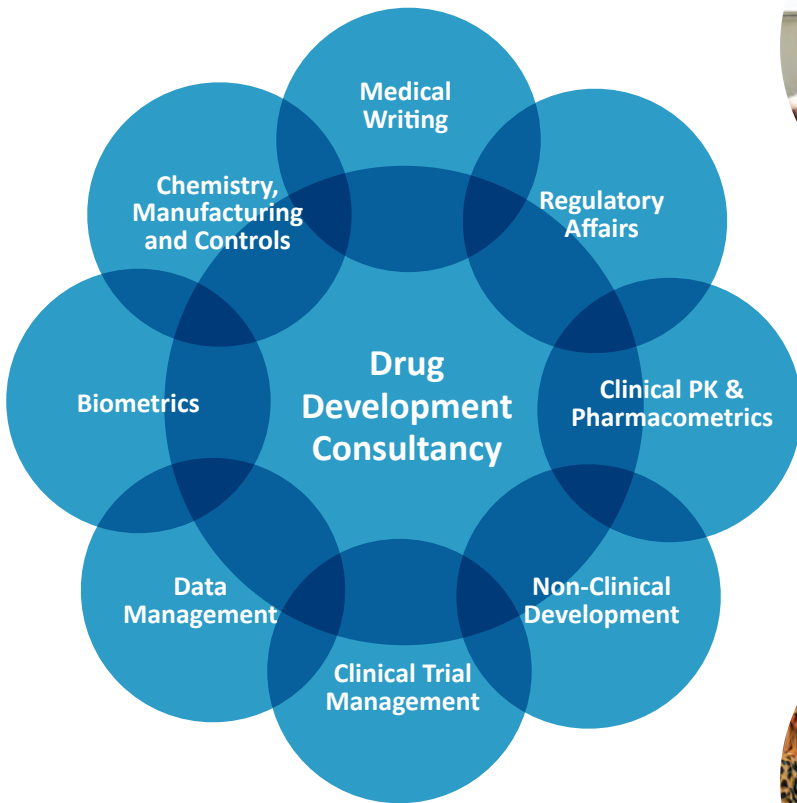 Medical
Writing
Chemistry,
Manufacturing
and Controls
Regulatory
Affairs
Drug
Development
Consultancy
Biometrics
Clinical PK &
Pharmacometrics
Data
Management
Non-Clinical
Development
Clinical Trial
Management